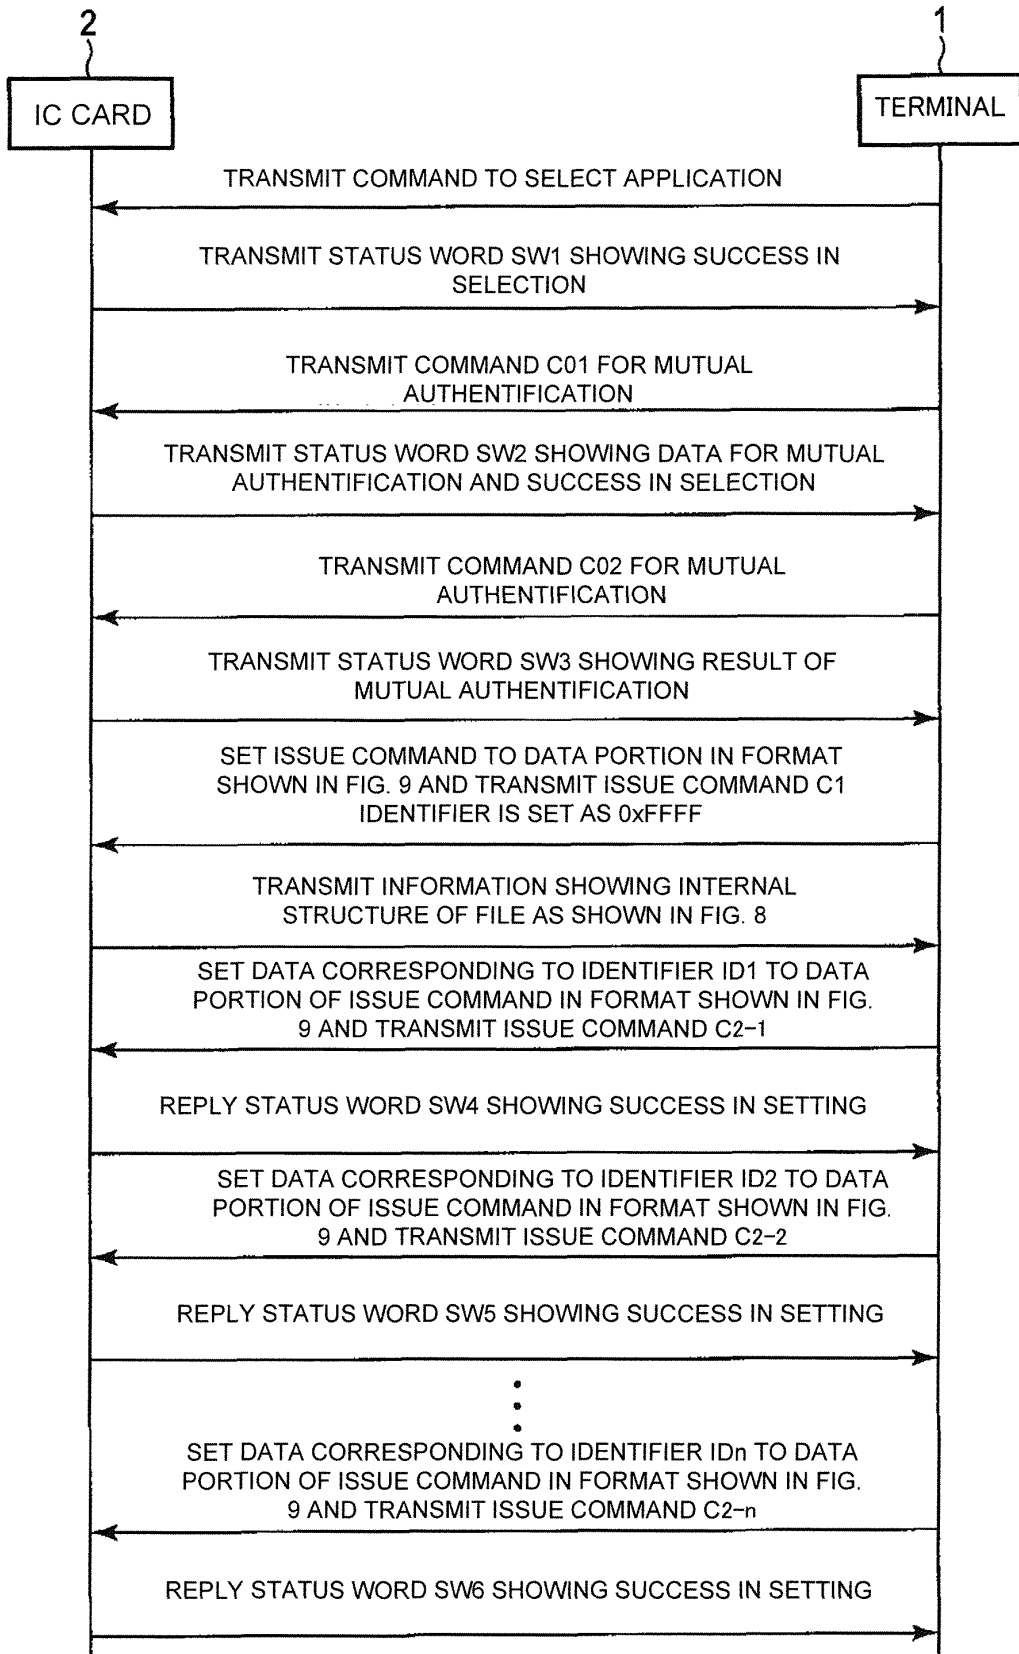 2
1
IC CARD
TERMINAL
TRANSMIT COMMAND TO SELECT APPLICATION
TRANSMIT STATUS WORD SW1 SHOWING SUCCESS IN
SELECTION
TRANSMIT COMMAND C01 FOR MUTUAL
AUTHENTIFICATION
TRANSMIT STATUS WORD SW2 SHOWING DATA FOR MUTUAL
AUTHENTIFICATION AND SUCCESS IN SELECTION
TRANSMIT COMMAND C02 FOR MUTUAL
AUTHENTIFICATION
TRANSMIT STATUS WORD SW3 SHOWING RESULT OF
MUTUAL AUTHENTIFICATION
SET ISSUE COMMAND TO DATA PORTION IN FORMAT
SHOWN IN FIG. 9 AND TRANSMIT ISSUE COMMAND C1
IDENTIFIER IS SET AS 0xFFFF
TRANSMIT INFORMATION SHOWING INTERNAL
STRUCTURE OF FILE AS SHOWN IN FIG. 8
SET DATA CORRESPONDING TO IDENTIFIER ID1 TO DATA
PORTION OF ISSUE COMMAND IN FORMAT SHOWN IN FIG.
9 AND TRANSMIT ISSUE COMMAND C2-1
REPLY STATUS WORD SW4 SHOWING SUCCESS IN SETTING
SET DATA CORRESPONDING TO IDENTIFIER ID2 TO DATA
PORTION OF ISSUE COMMAND IN FORMAT SHOWN IN FIG.
9 AND TRANSMIT ISSUE COMMAND C2-2
REPLY STATUS WORD SW5 SHOWING SUCCESS IN SETTING
SET DATA CORRESPONDING TO IDENTIFIER IDn TO DATA
PORTION OF ISSUE COMMAND IN FORMAT SHOWN IN FIG.
9 AND TRANSMIT ISSUE COMMAND C2-n
REPLY STATUS WORD SW6 SHOWING SUCCESS IN SETTING